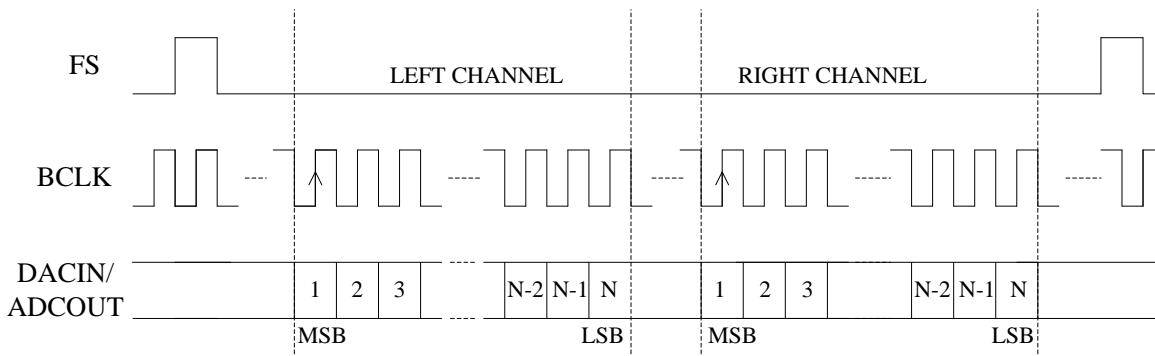 FS
LEFT CHANNEL
RIGHT CHANNEL
BCLK
DACIN/
ADCOUT
1 2 3 N-2 N-1 N 1 2 3 N-2 N-1 N
MSB LSB MSB LSB